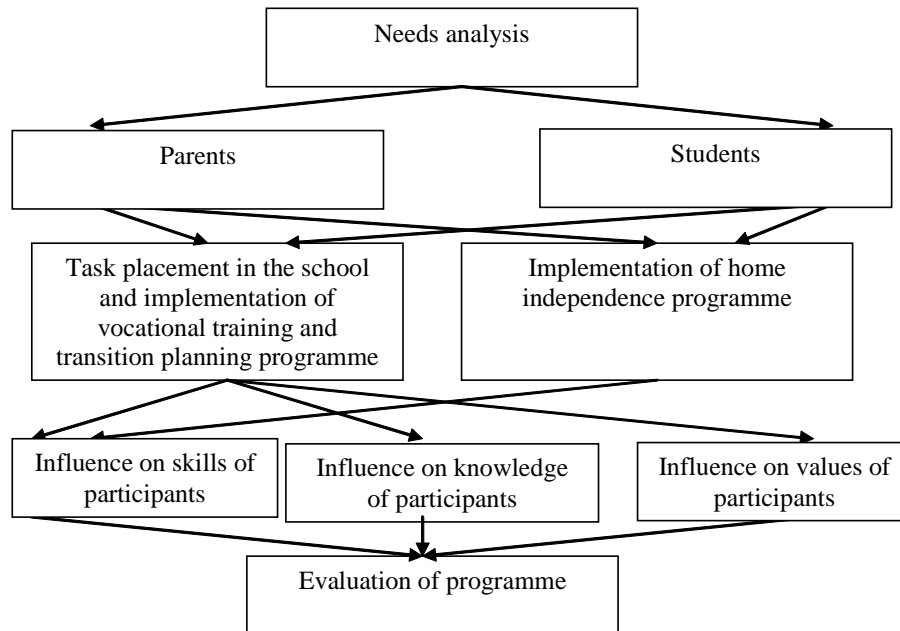 Needs analysis
Parents
Students
Task placement in the school
and implementation of
vocational training and
transition planning programme
Implementation of home
independence programme
Influence on skills of
participants
Influence on knowledge
of participants
Influence on values of
participants
Evaluation of programme